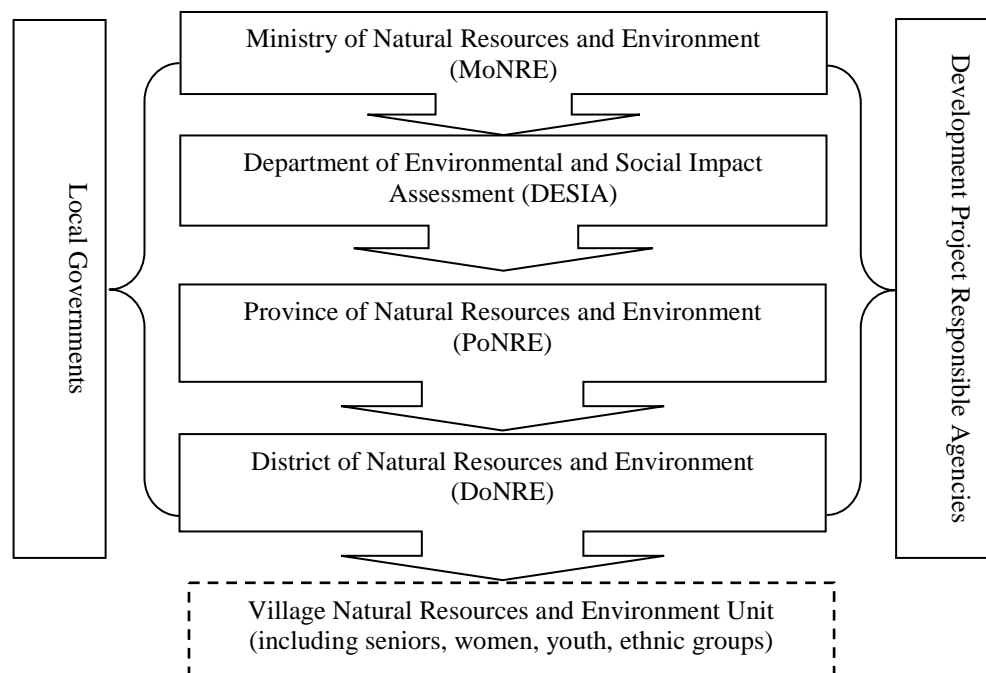 Ministry of Natural Resources and Environment
(MoNRE)
Department of Environmental and Social Impact
Assessment (DESIA)
Province of Natural Resources and Environment
(PoNRE)
District of Natural Resources and Environment
(DoNRE)
Village Natural Resources and Environment Unit
(including seniors, women, youth, ethnic groups)
Local Governments
Development Project Responsible Agencies